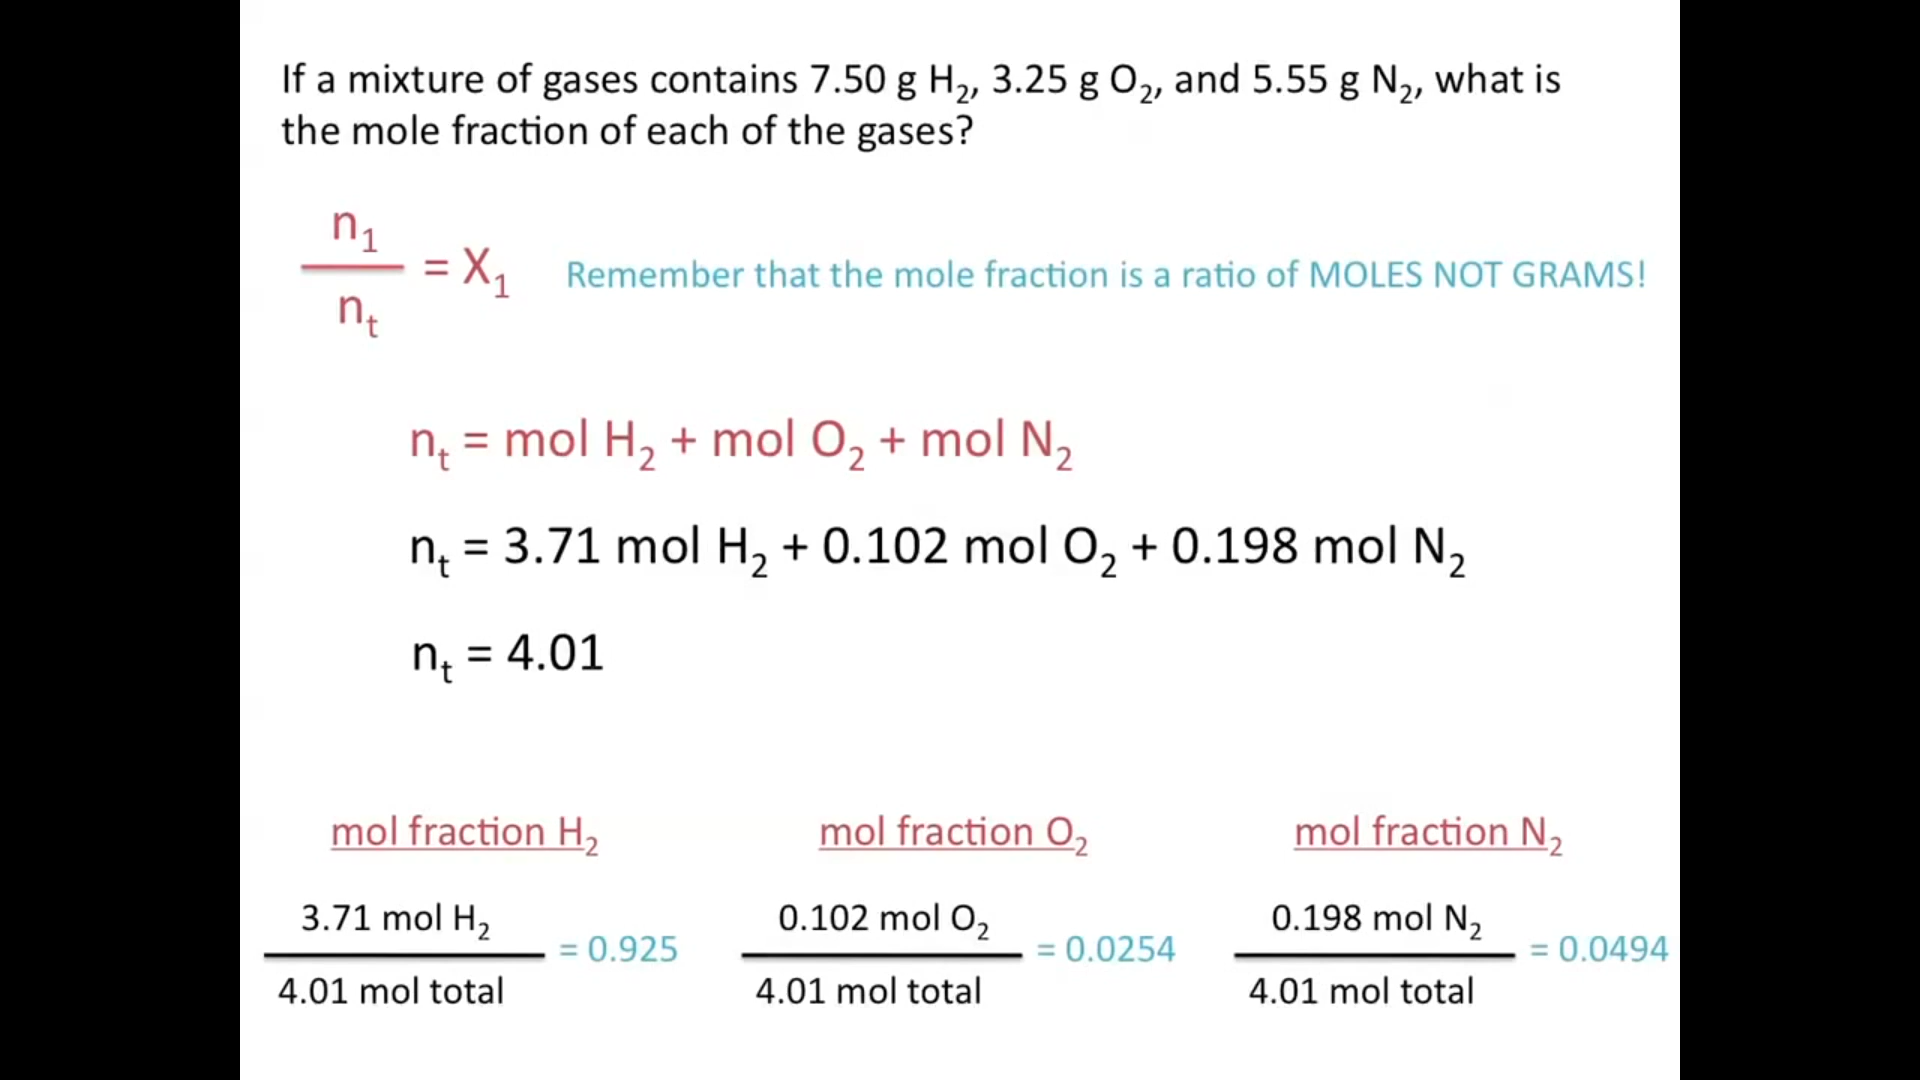 If a mixture of gases contains 7.50 g H₂, 3.25 g O₂, and 5.55 g N₂, what is
the mole fraction of each of the gases?
n₁
= X₁
nₜ
Remember that the mole fraction is a ratio of MOLES NOT GRAMS!
nₜ = mol H₂ + mol O₂ + mol N₂
nₜ = 3.71 mol H₂ + 0.102 mol O₂ + 0.198 mol N₂
nₜ = 4.01
mol fraction H₂
3.71 mol H₂
4.01 mol total
= 0.925
mol fraction O₂
0.102 mol O₂
4.01 mol total
= 0.0254
mol fraction N₂
0.198 mol N₂
4.01 mol total
= 0.0494